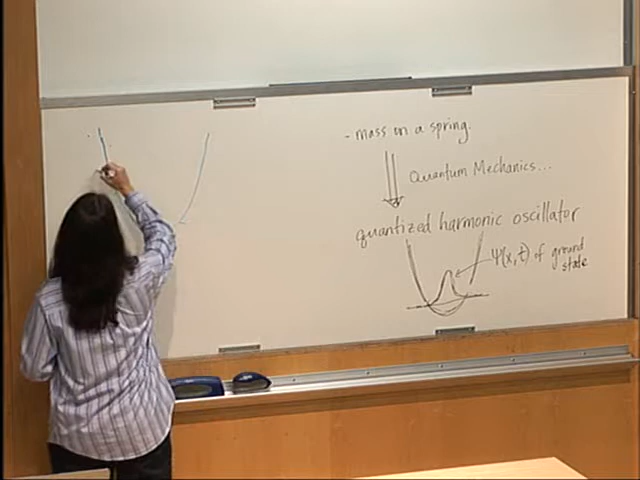 - mass on a spring.
Quantum Mechanics...
quantized harmonic oscillator
Ψ(x,t) of ground
state